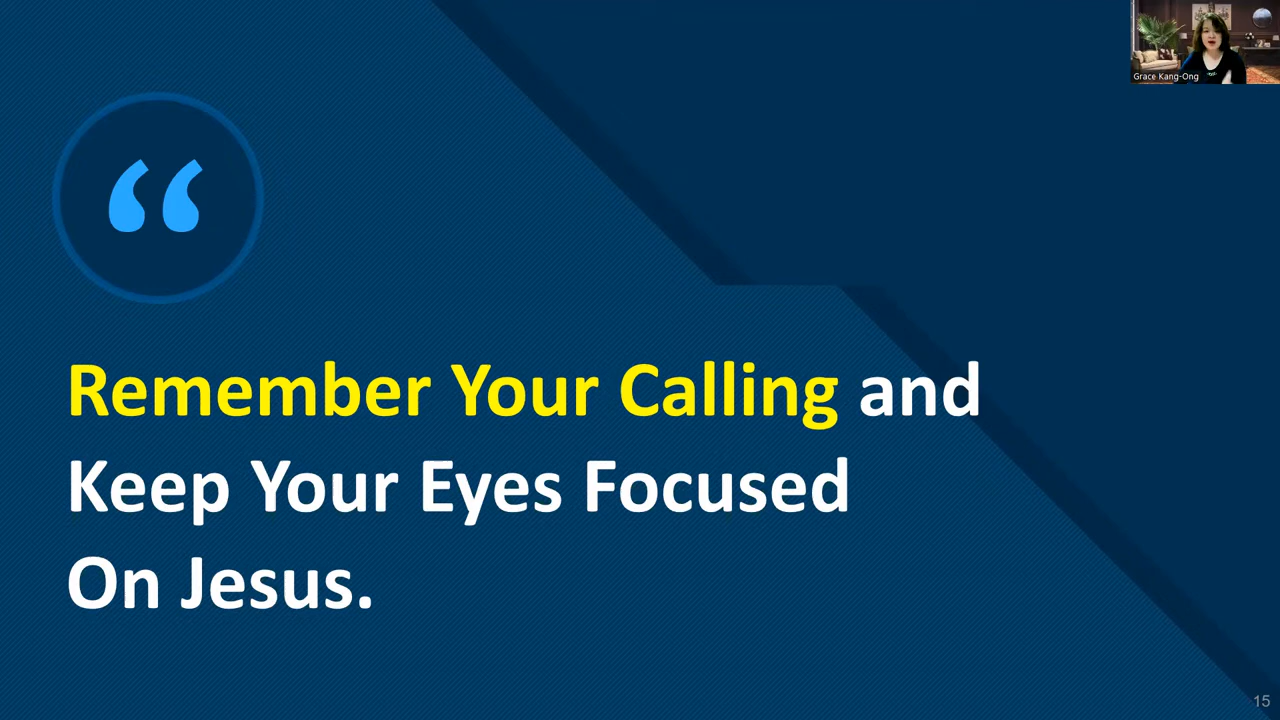 Grace Kang-Ong
“
Remember Your Calling and
Keep Your Eyes Focused
On Jesus.
15